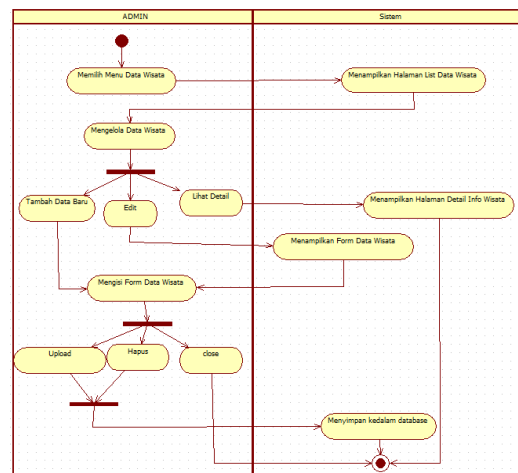 ADMIN
Sistem
Memilih Menu Data Wisata
Menampilkan Halaman List Data Wisata
Mengelola Data Wisata
Tambah Data Baru
Edit
Lihat Detail
Menampilkan Halaman Detail Info Wisata
Menampilkan Form Data Wisata
Mengisi Form Data Wisata
Upload
Hapus
close
Menyimpan kedalam database